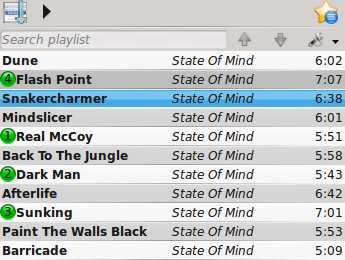 Search playlist
Dune State Of Mind 6:02
4 Flash Point State Of Mind 7:07
Snakercharmer State Of Mind 6:38
Mindslicer State Of Mind 6:01
1 Real McCoy State Of Mind 5:51
Back To The Jungle State Of Mind 5:58
2 Dark Man State Of Mind 5:43
Afterlife State Of Mind 6:42
3 Sunking State Of Mind 7:01
Paint The Walls Black State Of Mind 5:53
Barricade State Of Mind 5:09